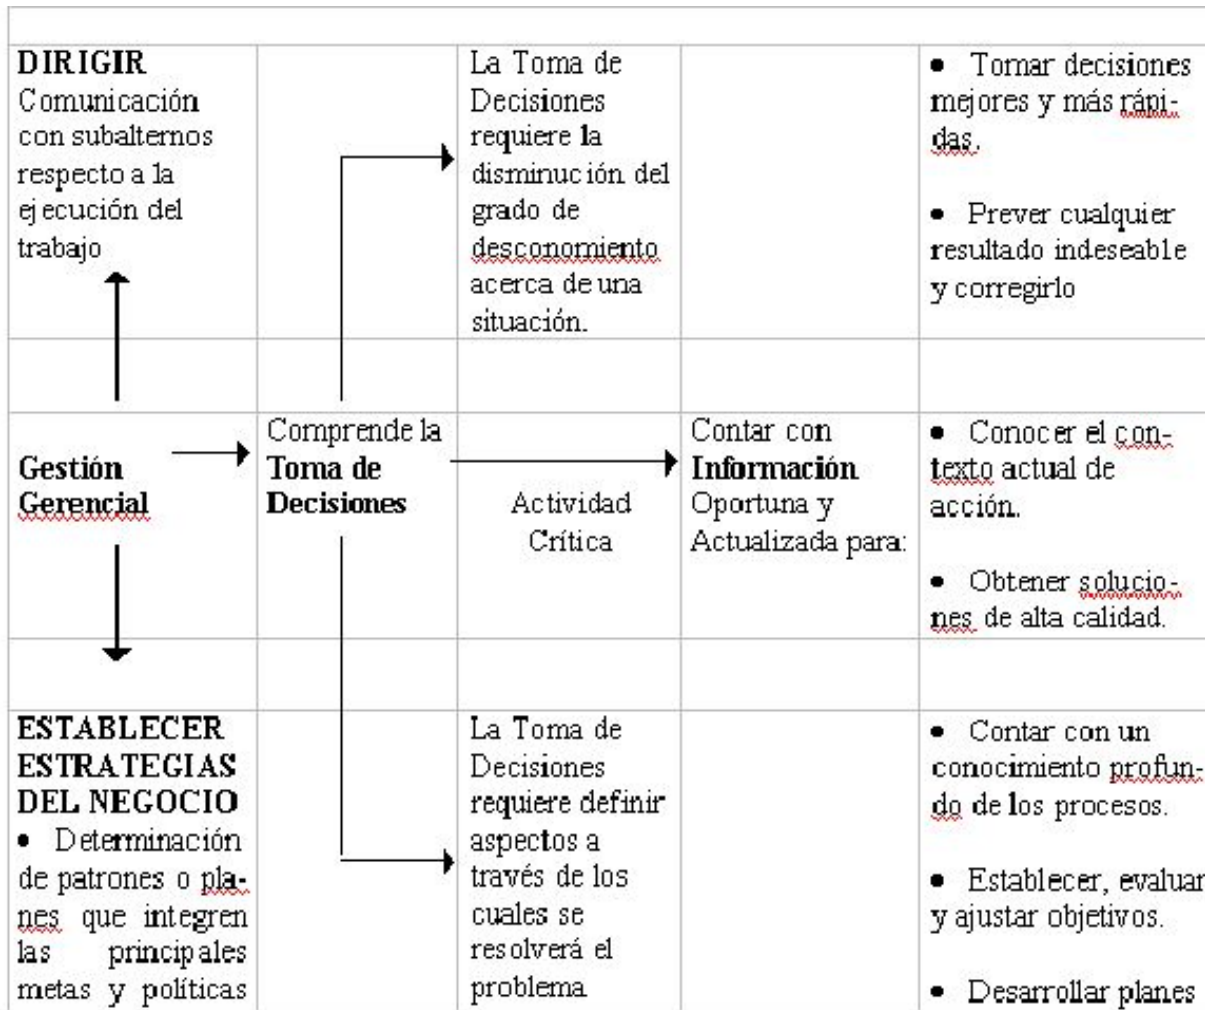 DIRIGIR
Comunicación
con subalternos
respecto a la
ejecución del
trabajo
La Toma de
Decisiones
requiere la
disminución del
grado de
desconomiento
acerca de una
situación.
• Tomar decisiones
mejores y más rápi-
das.
• Prever cualquier
resultado indeseable
y corregirlo
Gestión
Gerencial
Comprende la
Toma de
Decisiones
Actividad
Crítica
Contar con
Información
Oportuna y
Actualizada para:
• Conocer el con-
texto actual de
acción.
• Obtener solucio-
nes de alta calidad.
ESTABLECER
ESTRATEGIAS
DEL NEGOCIO
• Determinación
de patrones o pla-
nes que integren
las principales
metas y políticas
La Toma de
Decisiones
requiere definir
aspectos a
través de los
cuales se
resolverá el
problema
• Contar con un
conocimiento profun-
do de los procesos.
• Establecer, evaluar
y ajustar objetivos.
• Desarrollar planes